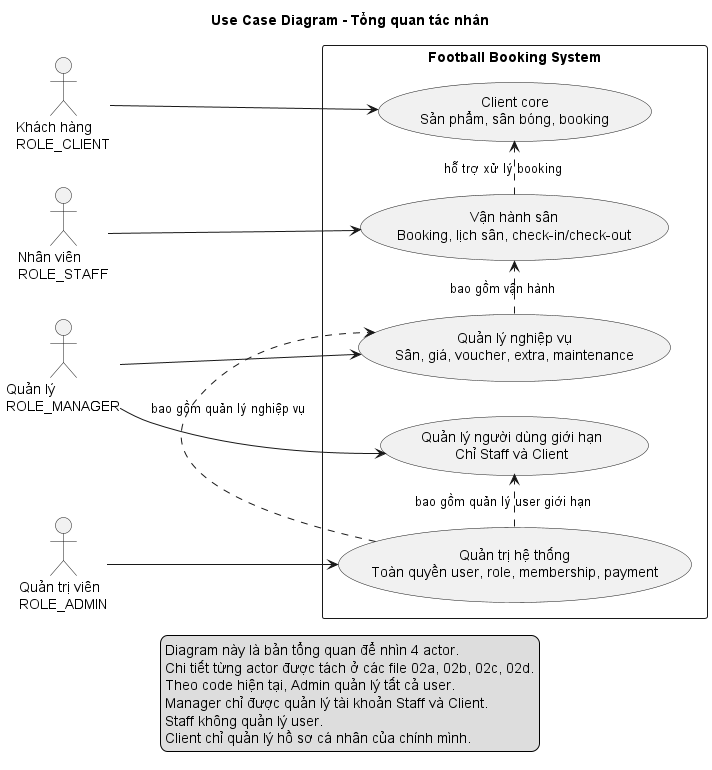 Use Case Diagram - Tổng quan tác nhân
Football Booking System
Khách hàng
ROLE_CLIENT
Client core
Sản phẩm, sân bóng, booking
hỗ trợ xử lý booking
Nhân viên
ROLE_STAFF
Vận hành sân
Booking, lịch sân, check-in/check-out
bao gồm vận hành
Quản lý
ROLE_MANAGER
Quản lý nghiệp vụ
Sân, giá, voucher, extra, maintenance
bao gồm quản lý nghiệp vụ
Quản lý người dùng giới hạn
Chỉ Staff và Client
bao gồm quản lý user giới hạn
Quản trị viên
ROLE_ADMIN
Quản trị hệ thống
Toàn quyền user, role, membership, payment
Diagram này là bản tổng quan để nhìn 4 actor.
Chi tiết từng actor được tách ở các file 02a, 02b, 02c, 02d.
Theo code hiện tại, Admin quản lý tất cả user.
Manager chỉ được quản lý tài khoản Staff và Client.
Staff không quản lý user.
Client chỉ quản lý hồ sơ cá nhân của chính mình.